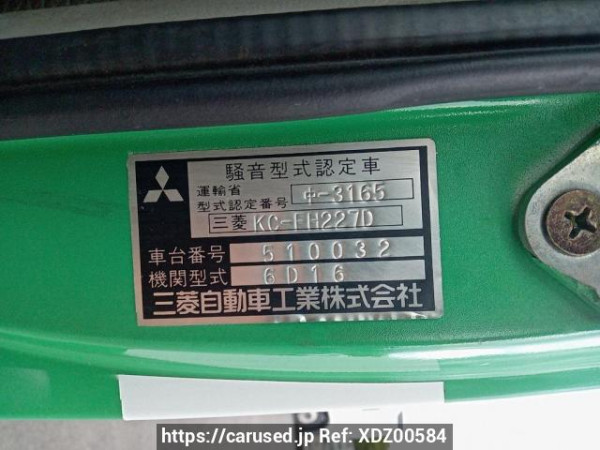 騒音型式認定車
運輸省
型式認定番号 中-3165
三菱 KC-FH227D
車台番号 510032
機関型式 6D16
三菱自動車工業株式会社
https://carused.jp Ref: XDZ00584